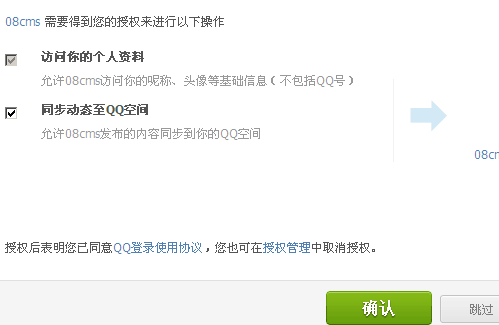 08cms 需要得到您的授权来进行以下操作
访问你的个人资料
允许08cms访问你的昵称、头像等基础信息（不包括QQ号）
同步动态至QQ空间
允许08cms发布的内容同步到你的QQ空间
08cm
授权后表明您已同意QQ登录使用协议，您也可在授权管理中取消授权。
确认
跳过